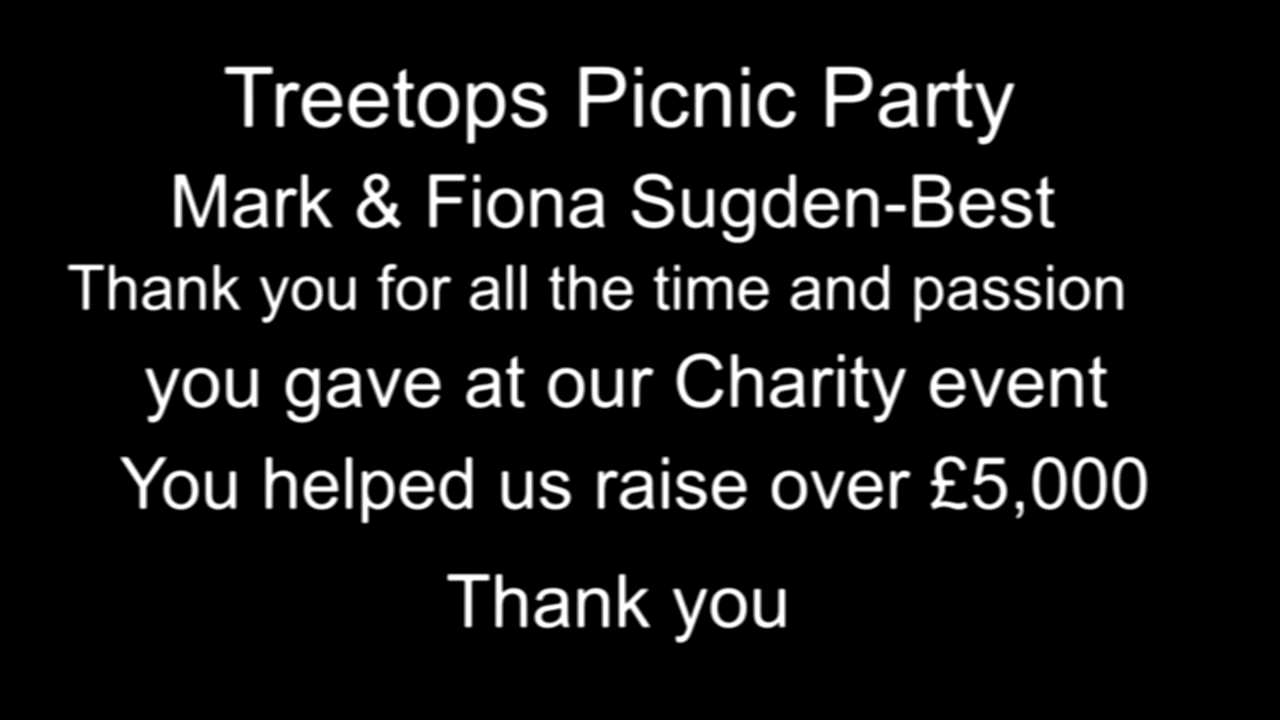 Treetops Picnic Party
Mark & Fiona Sugden-Best
Thank you for all the time and passion
you gave at our Charity event
You helped us raise over £5,000
Thank you